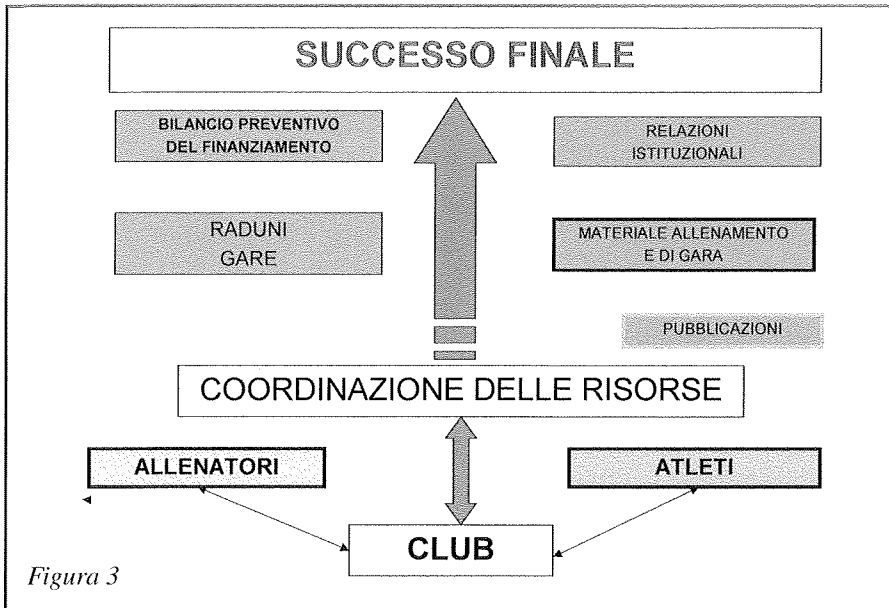 SUCCESSO FINALE
BILANCIO PREVENTIVO
DEL FINANZIAMENTO
RELAZIONI
ISTITUZIONALI
RADUNI
GARE
MATERIALE ALLENAMENTO
E DI GARA
PUBBLICAZIONI
COORDINAZIONE DELLE RISORSE
ALLENATORI
ATLETI
CLUB
Figura 3